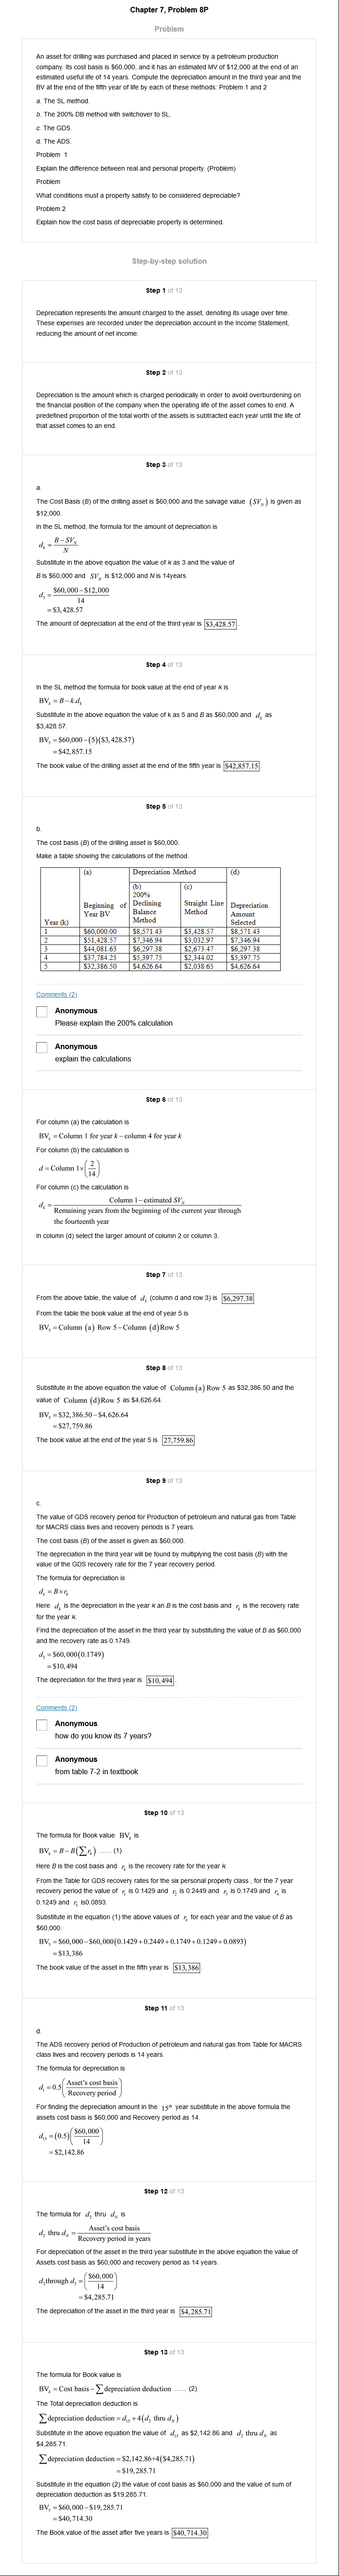 Chapter 7, Problem 8P
Problem
An asset for drilling was purchased and placed in service by a petroleum production
company. Its cost basis is $60,000, and it has an estimated MV of $12,000 at the end of an
estimated useful life of 14 years. Compute the depreciation amount in the third year and the
BV at the end of the fifth year of life by each of these methods: Problem 1 and 2
a. The SL method.
b. The 200% DB method with switchover to SL.
c. The GDS.
d. The ADS.
Problem 1
Explain the difference between real and personal property. (Problem)
Problem
What conditions must a property satisfy to be considered depreciable?
Problem 2
Explain how the cost basis of depreciable property is determined.
Step-by-step solution
Step 1 of 13
Depreciation represents the amount charged to the asset, denoting its usage over time.
These expenses are recorded under the depreciation account in the Income Statement,
reducing the amount of net income.
Step 2 of 13
Depreciation is the amount which is charged periodically in order to avoid overburdening on
the financial position of the company when the operating life of the asset comes to end. A
predefined proportion of the total worth of the assets is subtracted each year until the life of
that asset comes to an end.
Step 3 of 13
a.
The Cost Basis (B) of the drilling asset is $60,000 and the salvage value (SV_N) is given as
$12,000.
In the SL method, the formula for the amount of depreciation is
d_k = (B − SV_N) / N
Substitute in the above equation the value of k as 3 and the value of
B is $60,000 and SV_N is $12,000 and N is 14years.
d_3 = ($60,000 − $12,000) / 14
= $3,428.57
The amount of depreciation at the end of the third year is $3,428.57.
Step 4 of 13
In the SL method the formula for book value at the end of year k is
BV_k = B − k.d_k
Substitute in the above equation the value of k as 5 and B as $60,000 and d_k as
$3,428.57.
BV_5 = $60,000 − (5)($3,428.57)
= $42,857.15
The book value of the drilling asset at the end of the fifth year is $42,857.15.
Step 5 of 13
b.
The cost basis (B) of the drilling asset is $60,000.
Make a table showing the calculations of the method.
(a) Depreciation Method (d)
Year (k) Beginning of Year BV (b) 200% Declining Balance Method (c) Straight Line Method Depreciation Amount Selected
1 $60,000.00 $8,571.43 $3,428.57 $8,571.43
2 $51,428.57 $7,346.94 $3,032.97 $7,346.94
3 $44,081.63 $6,297.38 $2,673.47 $6,297.38
4 $37,784.25 $5,397.75 $2,344.02 $5,397.75
5 $32,386.50 $4,626.64 $2,038.65 $4,626.64
Comments (2)
Anonymous
Please explain the 200% calculation
Anonymous
explain the calculations
Step 6 of 13
For column (a) the calculation is
BV_k = Column 1 for year k − column 4 for year k
For column (b) the calculation is
d = Column 1×(2/14)
For column (c) the calculation is
d_k = Column 1 − estimated SV_N / Remaining years from the beginning of the current year through
the fourteenth year
In column (d) select the larger amount of column 2 or column 3.
Step 7 of 13
From the above table, the value of d_3 (column d and row 3) is $6,297.38
From the table the book value at the end of year 5 is
BV_5 = Column (a) Row 5 − Column (d) Row 5
Step 8 of 13
Substitute in the above equation the value of Column (a) Row 5 as $32,386.50 and the
value of Column (d) Row 5 as $4,626.64.
BV_5 = $32,386.50 − $4,626.64
= $27,759.86
The book value at the end of the year 5 is 27,759.86
Step 9 of 13
c.
The value of GDS recovery period for Production of petroleum and natural gas from Table
for MACRS class lives and recovery periods is 7 years.
The cost basis (B) of the asset is given as $60,000.
The depreciation in the third year will be found by multiplying the cost basis (B) with the
value of the GDS recovery rate for the 7 year recovery period.
The formula for depreciation is
d_k = B × r_k
Here d_k is the depreciation in the year k an B is the cost basis and r_k is the recovery rate
for the year k.
Find the depreciation of the asset in the third year by substituting the value of B as $60,000
and the recovery rate as 0.1749.
d_3 = $60,000(0.1749)
= $10,494
The depreciation for the third year is $10,494.
Comments (2)
Anonymous
how do you know its 7 years?
Anonymous
from table 7-2 in textbook
Step 10 of 13
The formula for Book value BV_k is
BV_k = B − B(∑r_k) ...... (1)
Here B is the cost basis and r_k is the recovery rate for the year k.
From the Table for GDS recovery rates for the six personal property class , for the 7 year
recovery period the value of r_1 is 0.1429 and r_2 is 0.2449 and r_3 is 0.1749 and r_4 is
0.1249 and r_5 is0.0893.
Substitute in the equation (1) the above values of r_k for each year and the value of B as
$60,000.
BV_5 = $60,000 − $60,000(0.1429 + 0.2449 + 0.1749 + 0.1249 + 0.0893)
= $13,386
The book value of the asset in the fifth year is $13,386.
Step 11 of 13
d.
The ADS recovery period of Production of petroleum and natural gas from Table for MACRS
class lives and recovery periods is 14 years.
The formula for depreciation is
d_1 = 0.5(Asset's cost basis / Recovery period)
For finding the depreciation amount in the 15th year substitute in the above formula the
assets cost basis is $60,000 and Recovery period as 14.
d_15 = (0.5)($60,000 / 14)
= $2,142.86
Step 12 of 13
The formula for d_2 thru d_N is
d_2 thru d_N = Asset's cost basis / Recovery period in years
For depreciation of the asset in the third year substitute in the above equation the value of
Assets cost basis as $60,000 and recovery period as 14 years.
d_2 through d_5 = ($60,000 / 14)
= $4,285.71
The depreciation of the asset in the third year is $4,285.71
Step 13 of 13
The formula for Book value is
BV_k = Cost basis − ∑depreciation deduction ...... (2)
The Total depreciation deduction is
∑depreciation deduction = d_15 + 4(d_2 thru d_N)
Substitute in the above equation the value of d_15 as $2,142.86 and d_2 thru d_N as
$4,285.71.
∑depreciation deduction = $2,142.86+4($4,285.71)
= $19,285.71
Substitute in the equation (2) the value of cost basis as $60,000 and the value of sum of
depreciation deduction as $19,285.71.
BV_5 = $60,000 − $19,285.71
= $40,714.30
The Book value of the asset after five years is $40,714.30.